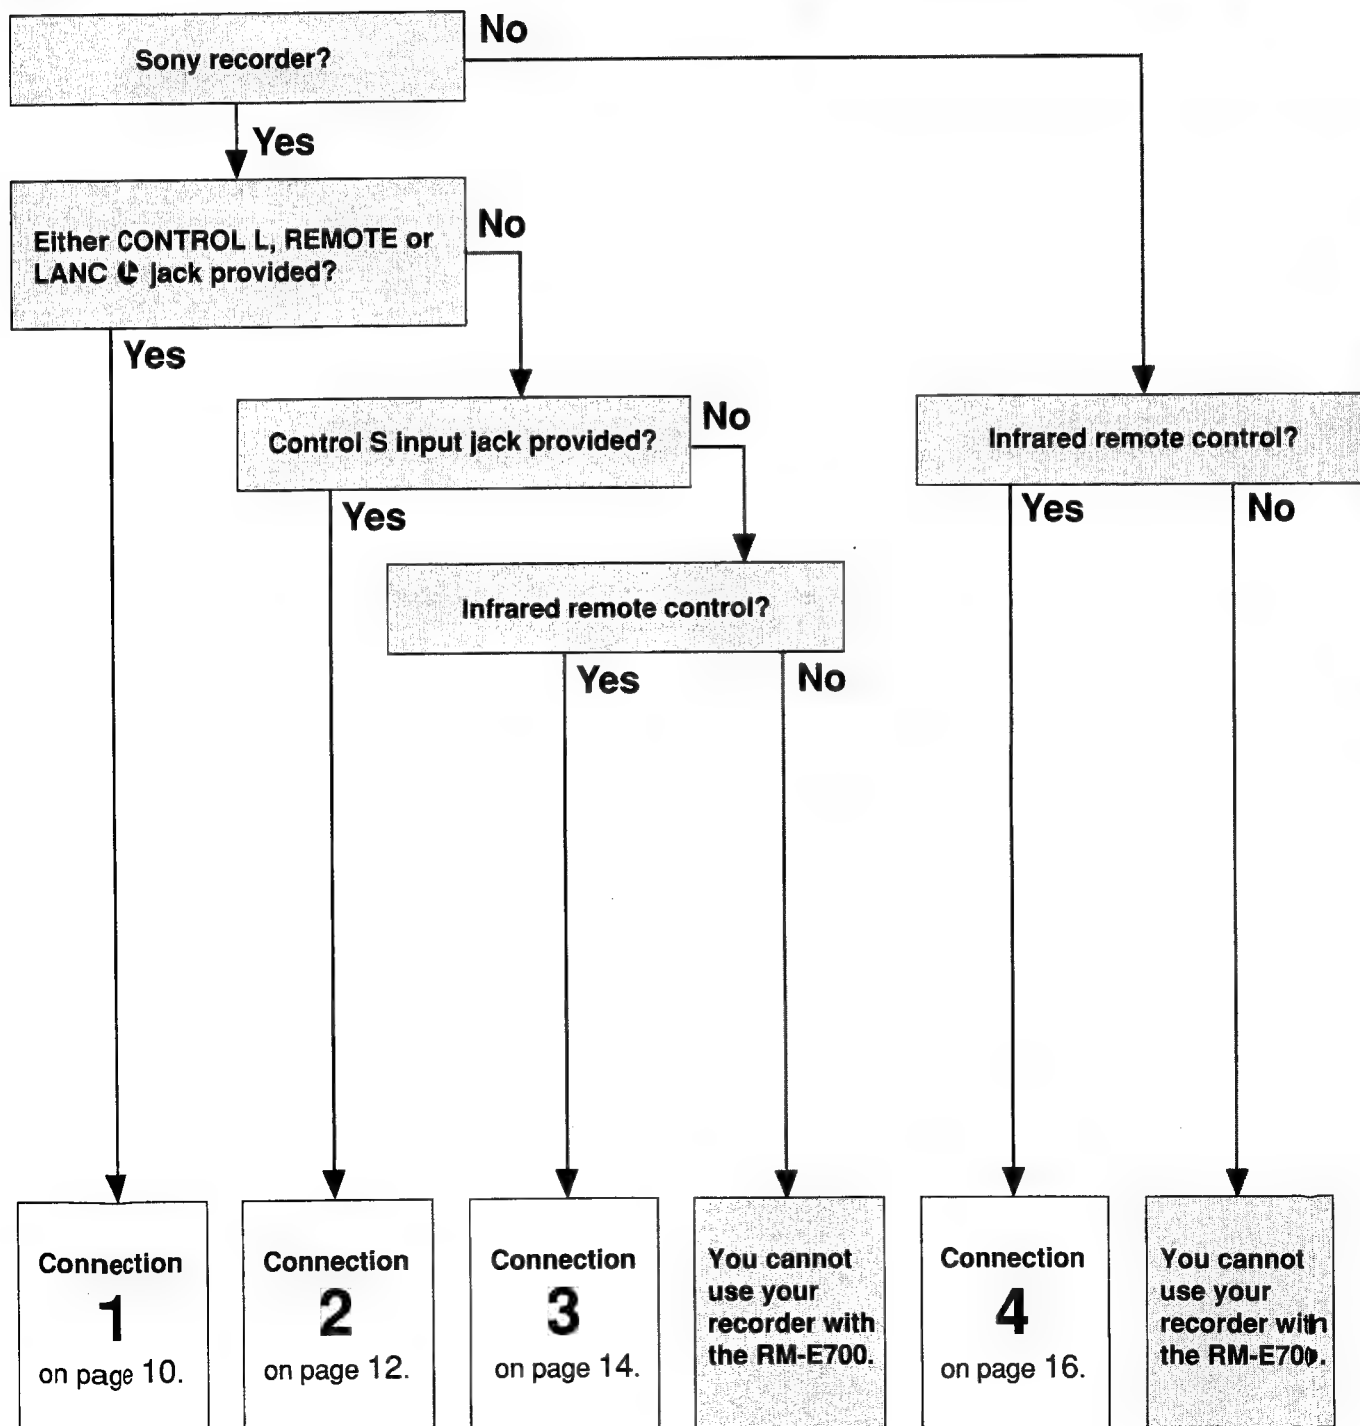 Sony recorder?
No
Yes
Either CONTROL L, REMOTE or
LANC jack provided?
No
Yes
Control S input jack provided?
No
Yes
Infrared remote control?
Yes
No
Infrared remote control?
Yes
No
Connection
1
on page 10.
Connection
2
on page 12.
Connection
3
on page 14.
You cannot
use your
recorder with
the RM-E700.
Connection
4
on page 16.
You cannot
use your
recorder with
the RM-E700.